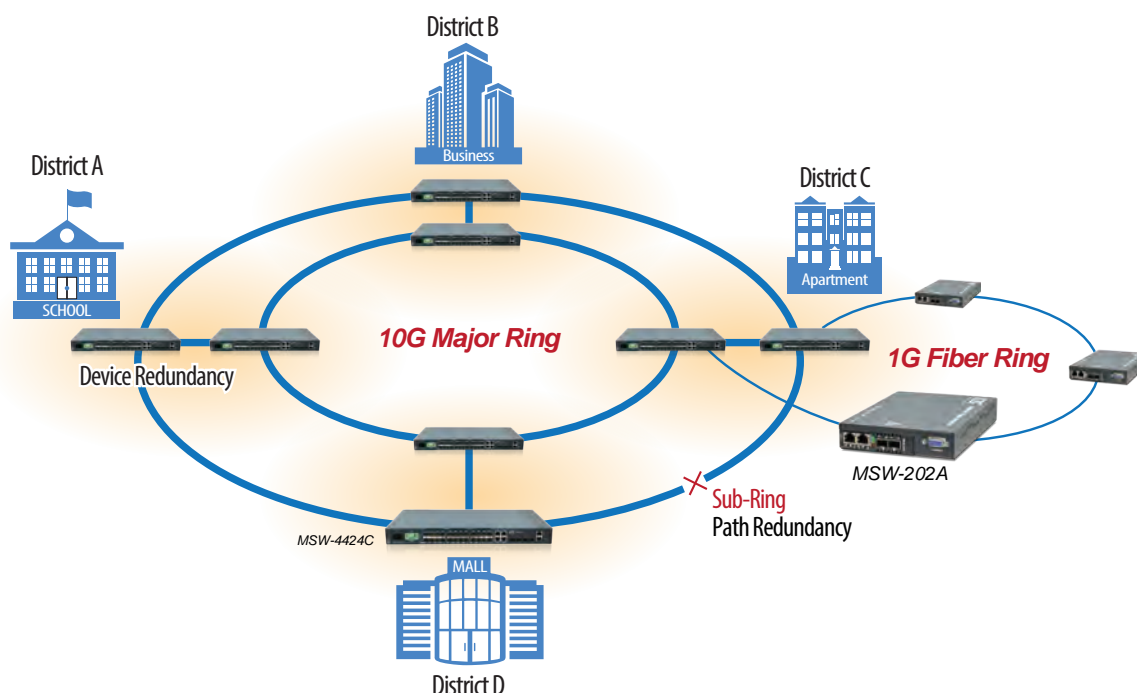 District B
Business
District A
SCHOOL
District C
Apartment
10G Major Ring
1G Fiber Ring
Device Redundancy
MSW-202A
Sub-Ring
Path Redundancy
MSW-4424C
MALL
District D